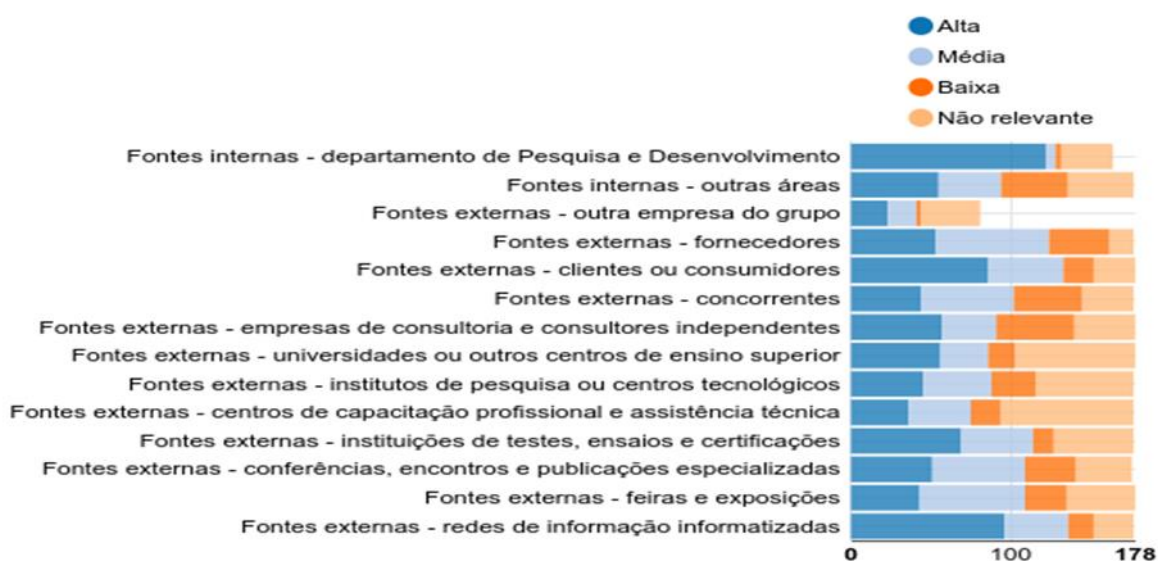 Alta
Média
Baixa
Não relevante
Fontes internas - departamento de Pesquisa e Desenvolvimento
Fontes internas - outras áreas
Fontes externas - outra empresa do grupo
Fontes externas - fornecedores
Fontes externas - clientes ou consumidores
Fontes externas - concorrentes
Fontes externas - empresas de consultoria e consultores independentes
Fontes externas - universidades ou outros centros de ensino superior
Fontes externas - institutos de pesquisa ou centros tecnológicos
Fontes externas - centros de capacitação profissional e assistência técnica
Fontes externas - instituições de testes, ensaios e certificações
Fontes externas - conferências, encontros e publicações especializadas
Fontes externas - feiras e exposições
Fontes externas - redes de informação informatizadas
0 100 178